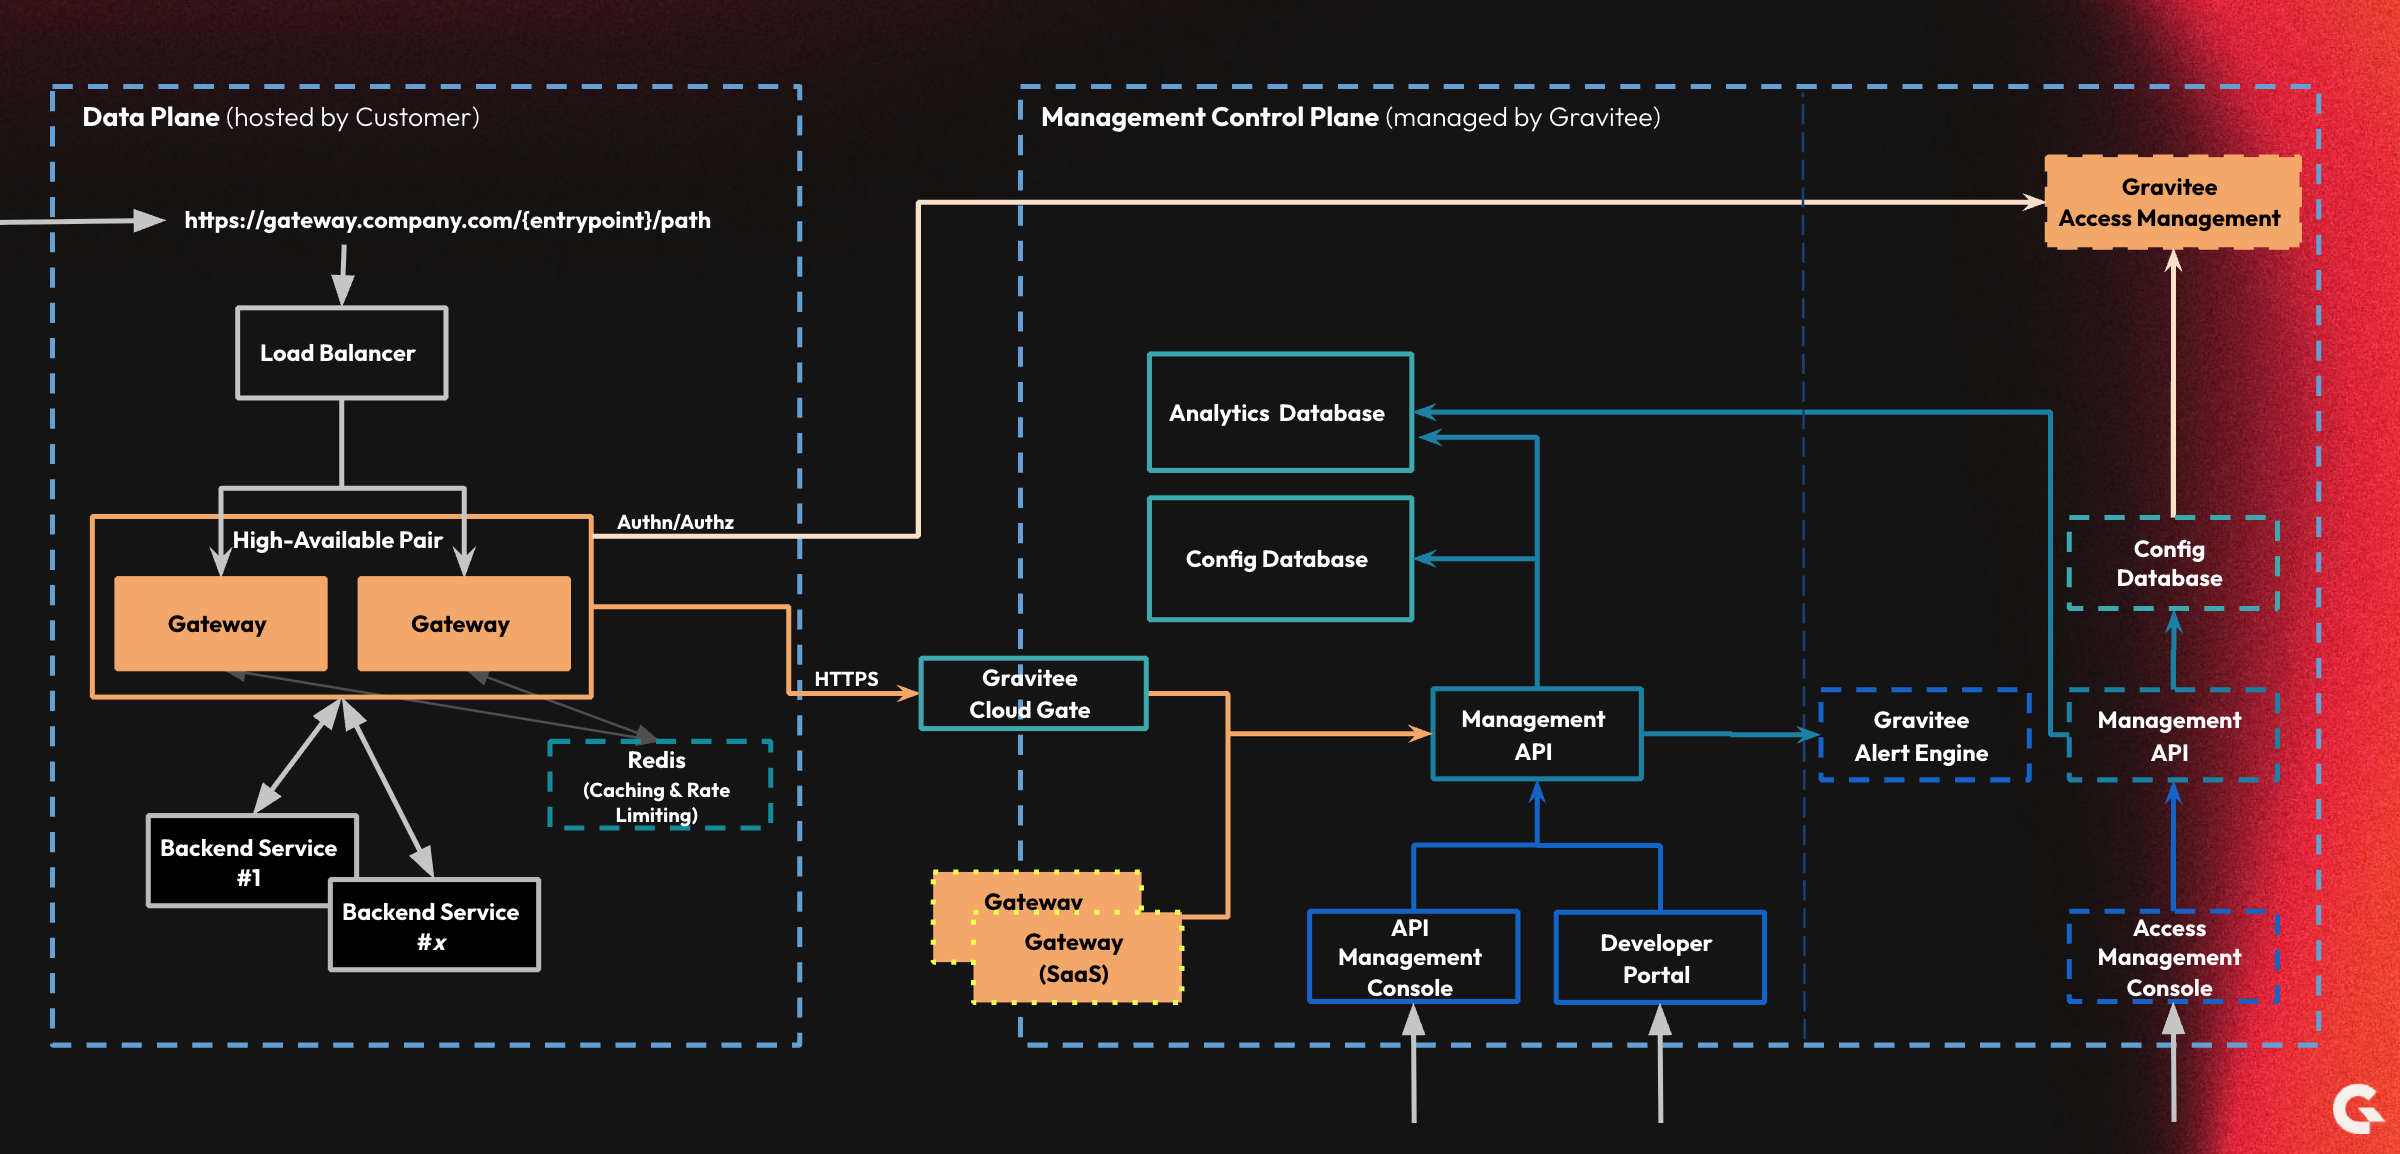 Data Plane (hosted by Customer)
https://gateway.company.com/{entrypoint}/path
Load Balancer
High-Available Pair
Gateway
Gateway
Authn/Authz
HTTPS
Redis
(Caching & Rate
Limiting)
Backend Service
#1
Backend Service
#x
Management Control Plane (managed by Gravitee)
Gravitee
Access Management
Analytics Database
Config Database
Gravitee
Cloud Gate
Management
API
Gravitee
Alert Engine
Config
Database
Management
API
Gateway
Gateway
(SaaS)
API
Management
Console
Developer
Portal
Access
Management
Console